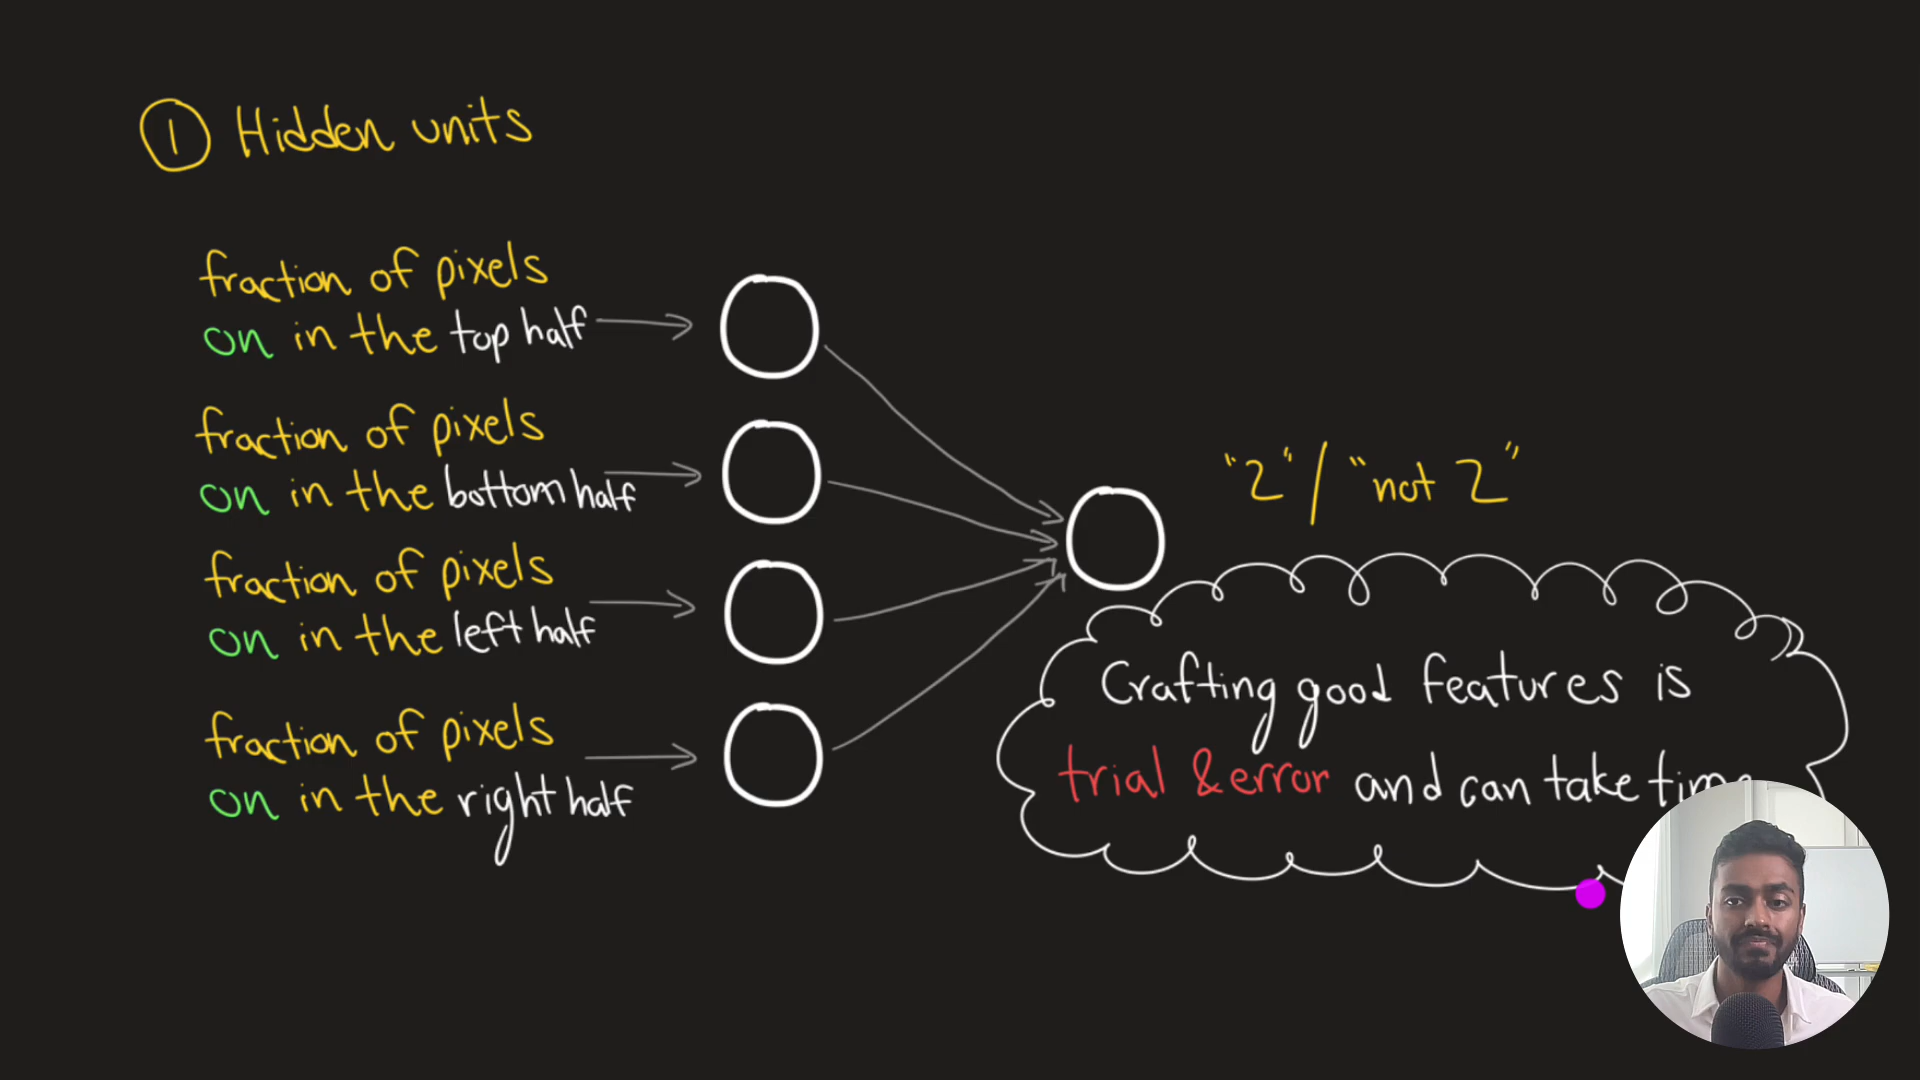 ① Hidden units
fraction of pixels
on in the top half
fraction of pixels
on in the bottom half
fraction of pixels
on in the left half
fraction of pixels
on in the right half
"2" / "not 2"
Crafting good features is
trial & error and can take